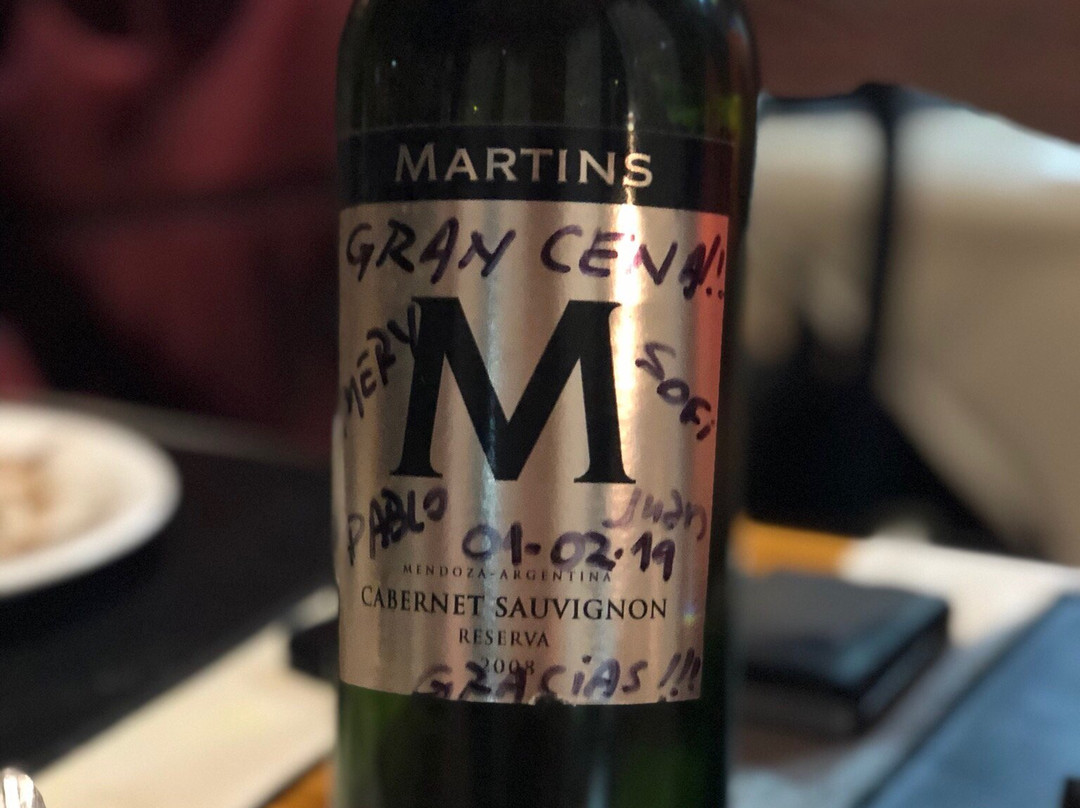 MARTINS
GRAN CENA!!
M
MERY
SOFi
PABLO
Juan
01-02-19
MENDOZA-ARGENTINA
CABERNET SAUVIGNON
RESERVA
2008
GRACiAS!!!